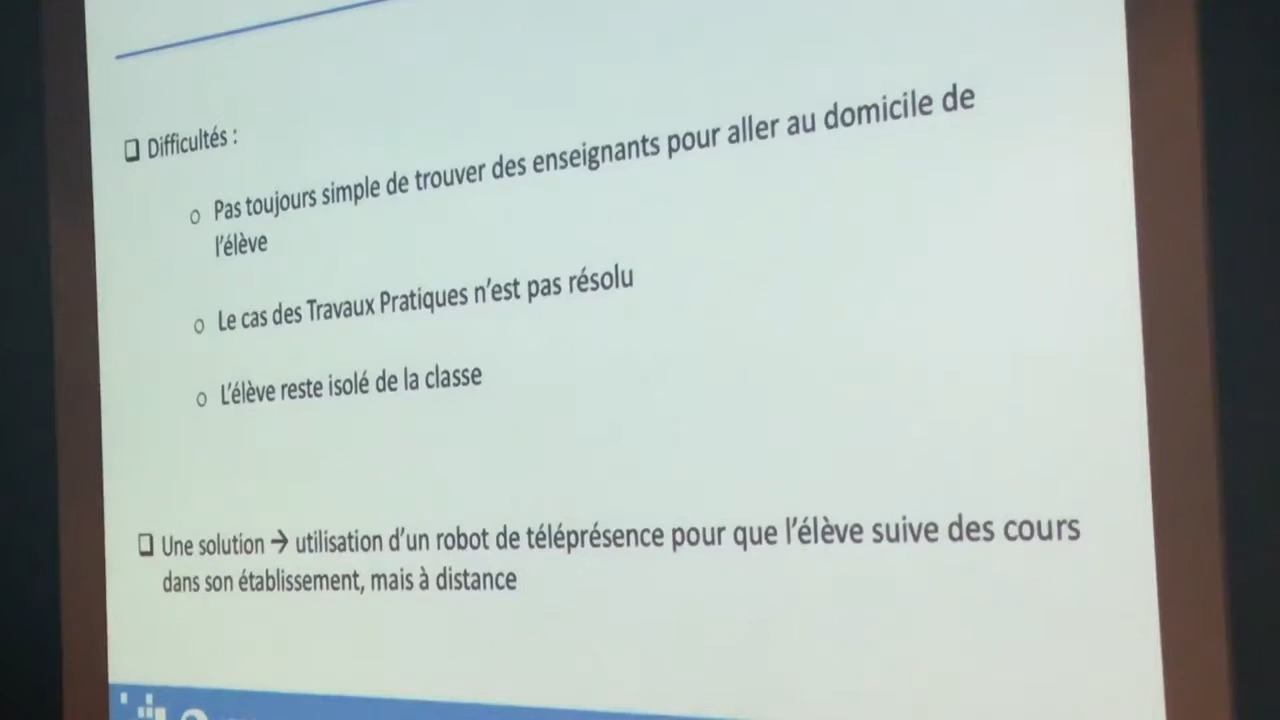 ❑ Difficultés :
o Pas toujours simple de trouver des enseignants pour aller au domicile de
l'élève
o Le cas des Travaux Pratiques n'est pas résolu
o L'élève reste isolé de la classe
❑ Une solution → utilisation d'un robot de téléprésence pour que l'élève suive des cours
dans son établissement, mais à distance